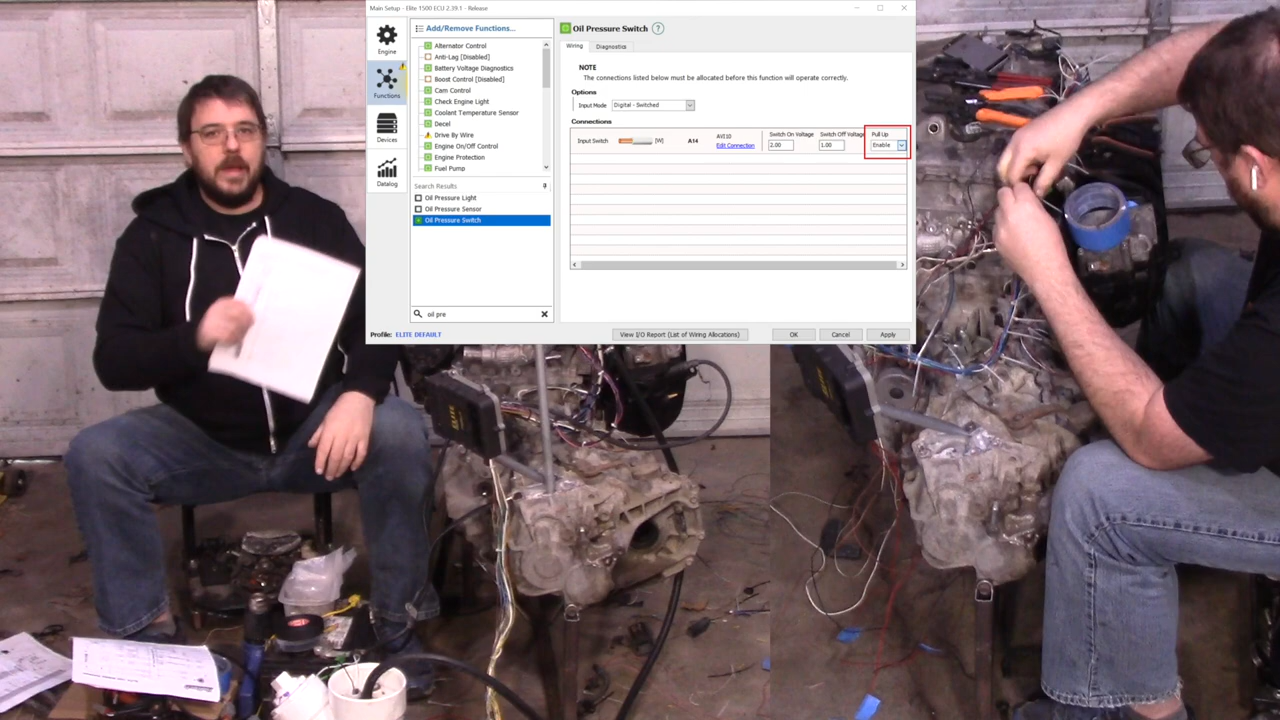 Main Setup - Elite 1500 ECU 2.39.1 - Release
Engine
Functions
Devices
Datalog
Add/Remove Functions...
Alternator Control
Anti-Lag [Disabled]
Battery Voltage Diagnostics
Boost Control [Disabled]
Cam Control
Check Engine Light
Coolant Temperature Sensor
Decel
Drive By Wire
Engine On/Off Control
Engine Protection
Fuel Pump
Search Results
Oil Pressure Light
Oil Pressure Sensor
Oil Pressure Switch
oil pre
Oil Pressure Switch ?
Wiring Diagnostics
NOTE
The connections listed below must be allocated before this function will operate correctly.
Options
Input Mode Digital - Switched
Connections
Input Switch [V] A14 AVI10 Edit Connection
Switch On Voltage 2.00
Switch Off Voltage 1.00
Pull Up
Enable
Profile: ELITE DEFAULT
View I/O Report (List of Wiring Allocations) OK Cancel Apply
ELITE